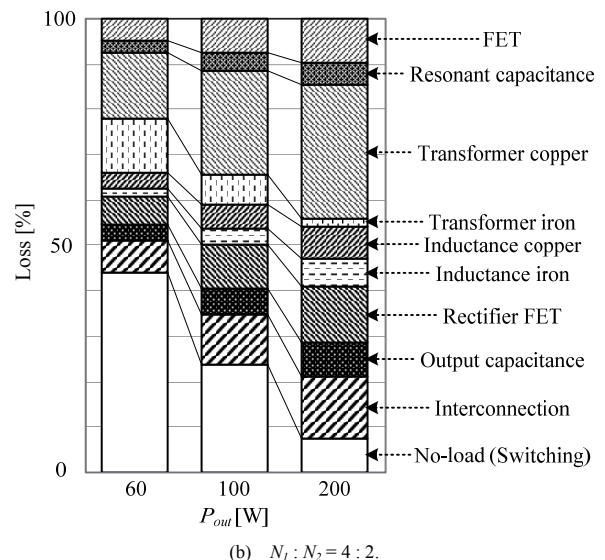 100
50
0
Loss [%]
60
100
200
P_out [W]
FET
Resonant capacitance
Transformer copper
Transformer iron
Inductance copper
Inductance iron
Rectifier FET
Output capacitance
Interconnection
No-load (Switching)
(b) N₁ : N₂ = 4 : 2.